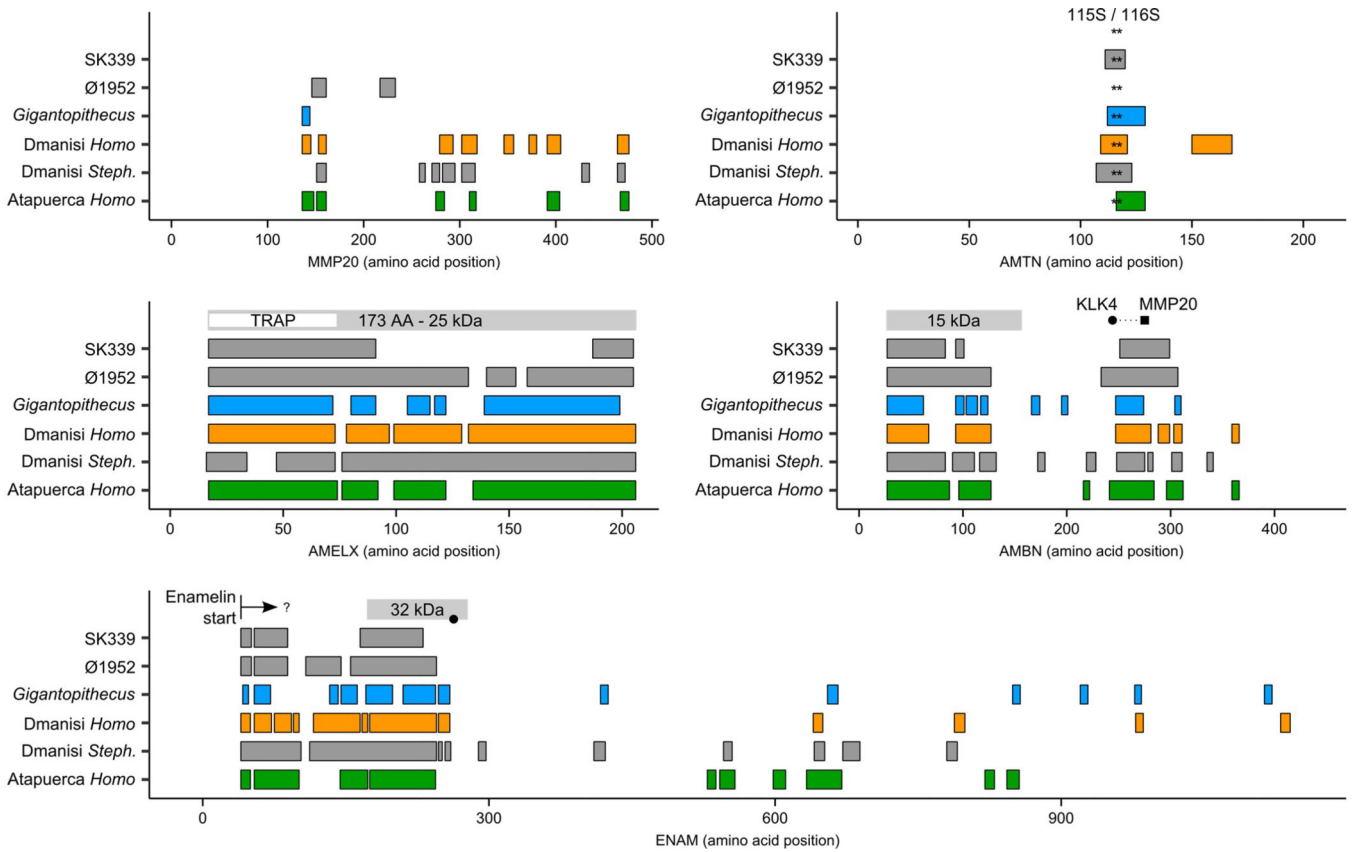 SK339
Ø1952
Gigantopithecus
Dmanisi Homo
Dmanisi Steph.
Atapuerca Homo
0 100 200 300 400 500
MMP20 (amino acid position)
115S / 116S
**
SK339 **
Ø1952 **
Gigantopithecus **
Dmanisi Homo **
Dmanisi Steph. **
Atapuerca Homo **
0 50 100 150 200
AMTN (amino acid position)
TRAP 173 AA - 25 kDa
SK339
Ø1952
Gigantopithecus
Dmanisi Homo
Dmanisi Steph.
Atapuerca Homo
0 50 100 150 200
AMELX (amino acid position)
KLK4 MMP20
15 kDa
SK339
Ø1952
Gigantopithecus
Dmanisi Homo
Dmanisi Steph.
Atapuerca Homo
0 100 200 300 400
AMBN (amino acid position)
Enamelin
start
?
32 kDa
SK339
Ø1952
Gigantopithecus
Dmanisi Homo
Dmanisi Steph.
Atapuerca Homo
0 300 600 900
ENAM (amino acid position)